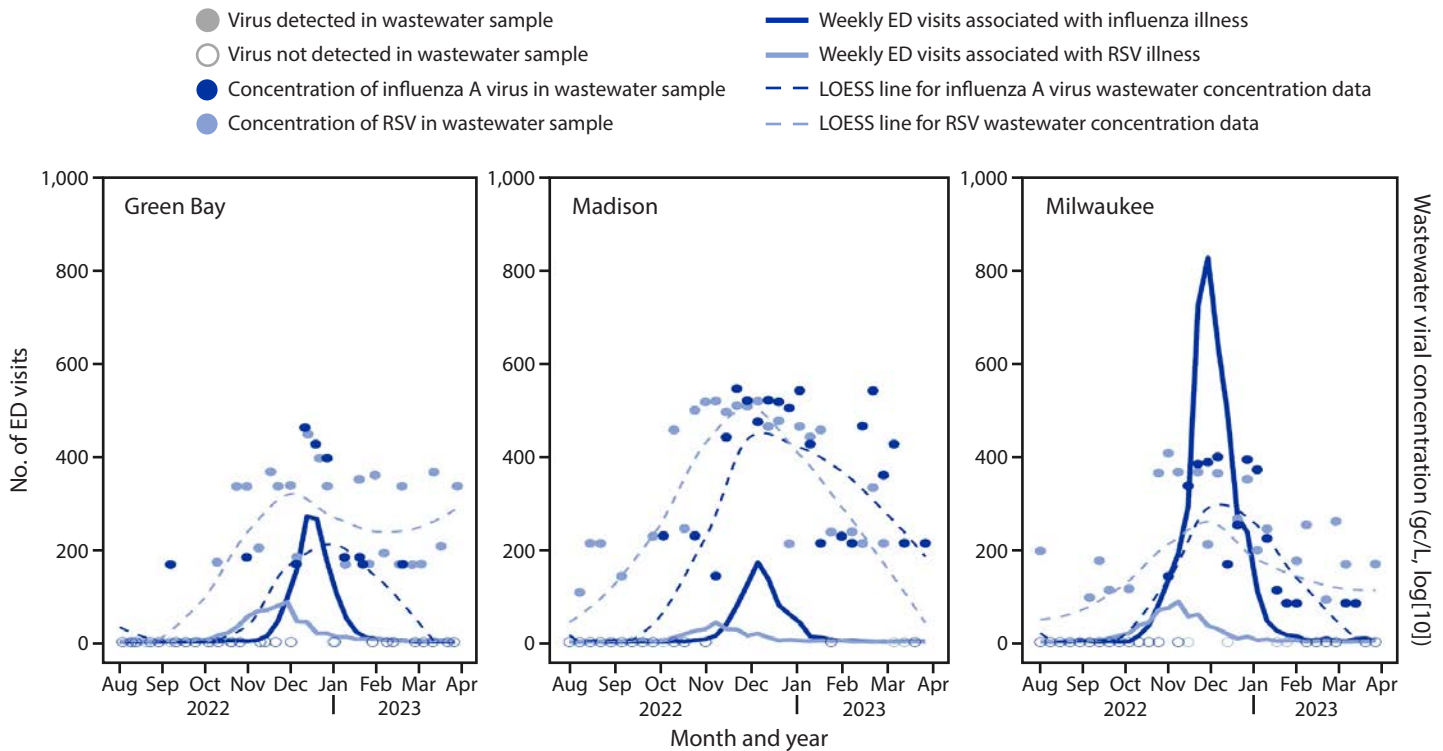 Virus detected in wastewater sample
Virus not detected in wastewater sample
Concentration of influenza A virus in wastewater sample
Concentration of RSV in wastewater sample
Weekly ED visits associated with influenza illness
Weekly ED visits associated with RSV illness
LOESS line for influenza A virus wastewater concentration data
LOESS line for RSV wastewater concentration data
No. of ED visits
1,000
800
600
400
200
0
Green Bay
Aug Sep Oct Nov Dec Jan Feb Mar Apr
2022 2023
1,000
800
600
400
200
0
Madison
Aug Sep Oct Nov Dec Jan Feb Mar Apr
2022 2023
1,000
800
600
400
200
0
Milwaukee
Aug Sep Oct Nov Dec Jan Feb Mar Apr
2022 2023
Wastewater viral concentration (gc/L, log[10])
Month and year